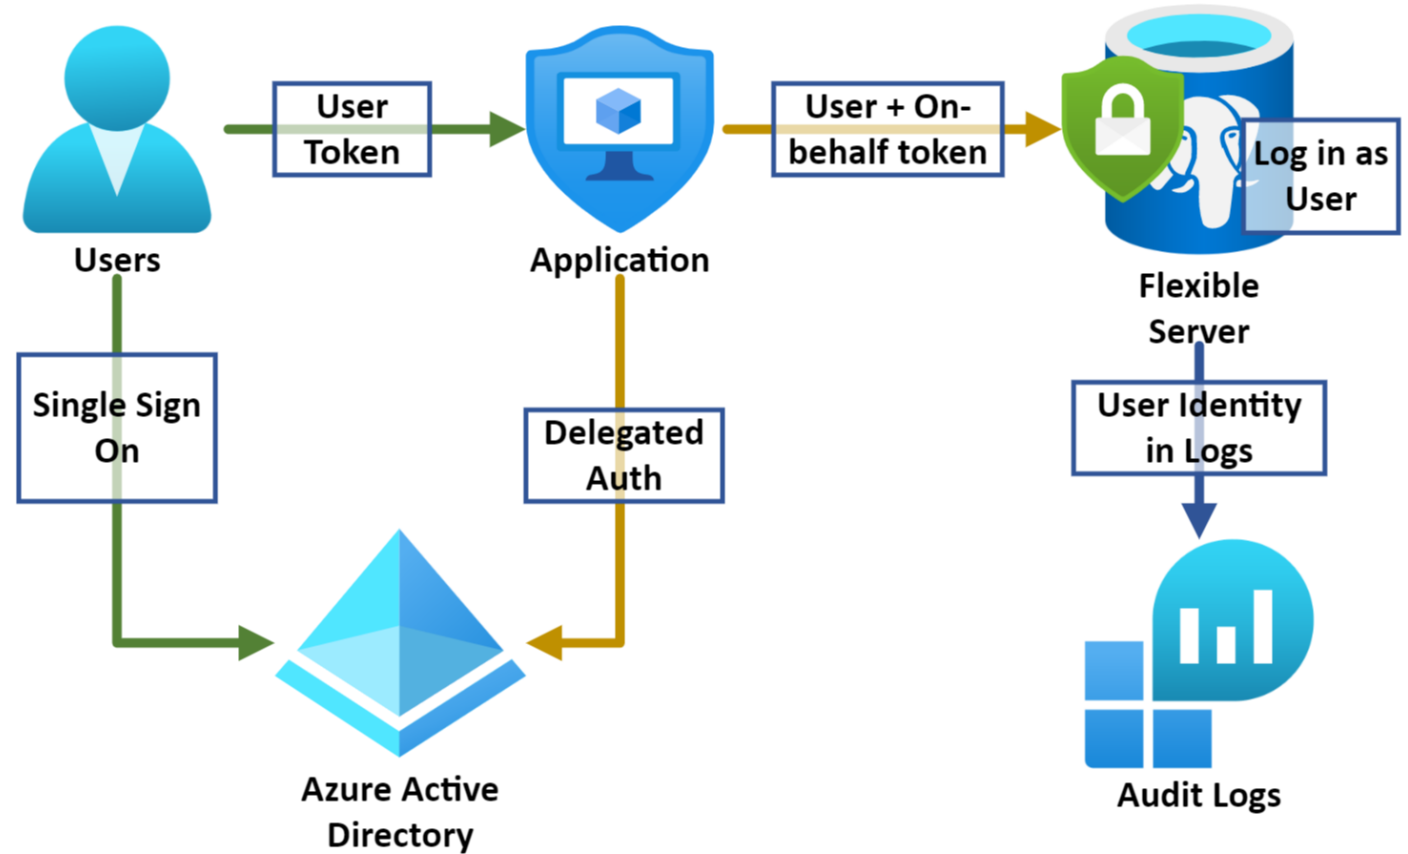 User
Token
User + On-
behalf token
Log in as
User
Users
Application
Flexible
Server
Single Sign
On
Delegated
Auth
User Identity
in Logs
Azure Active
Directory
Audit Logs